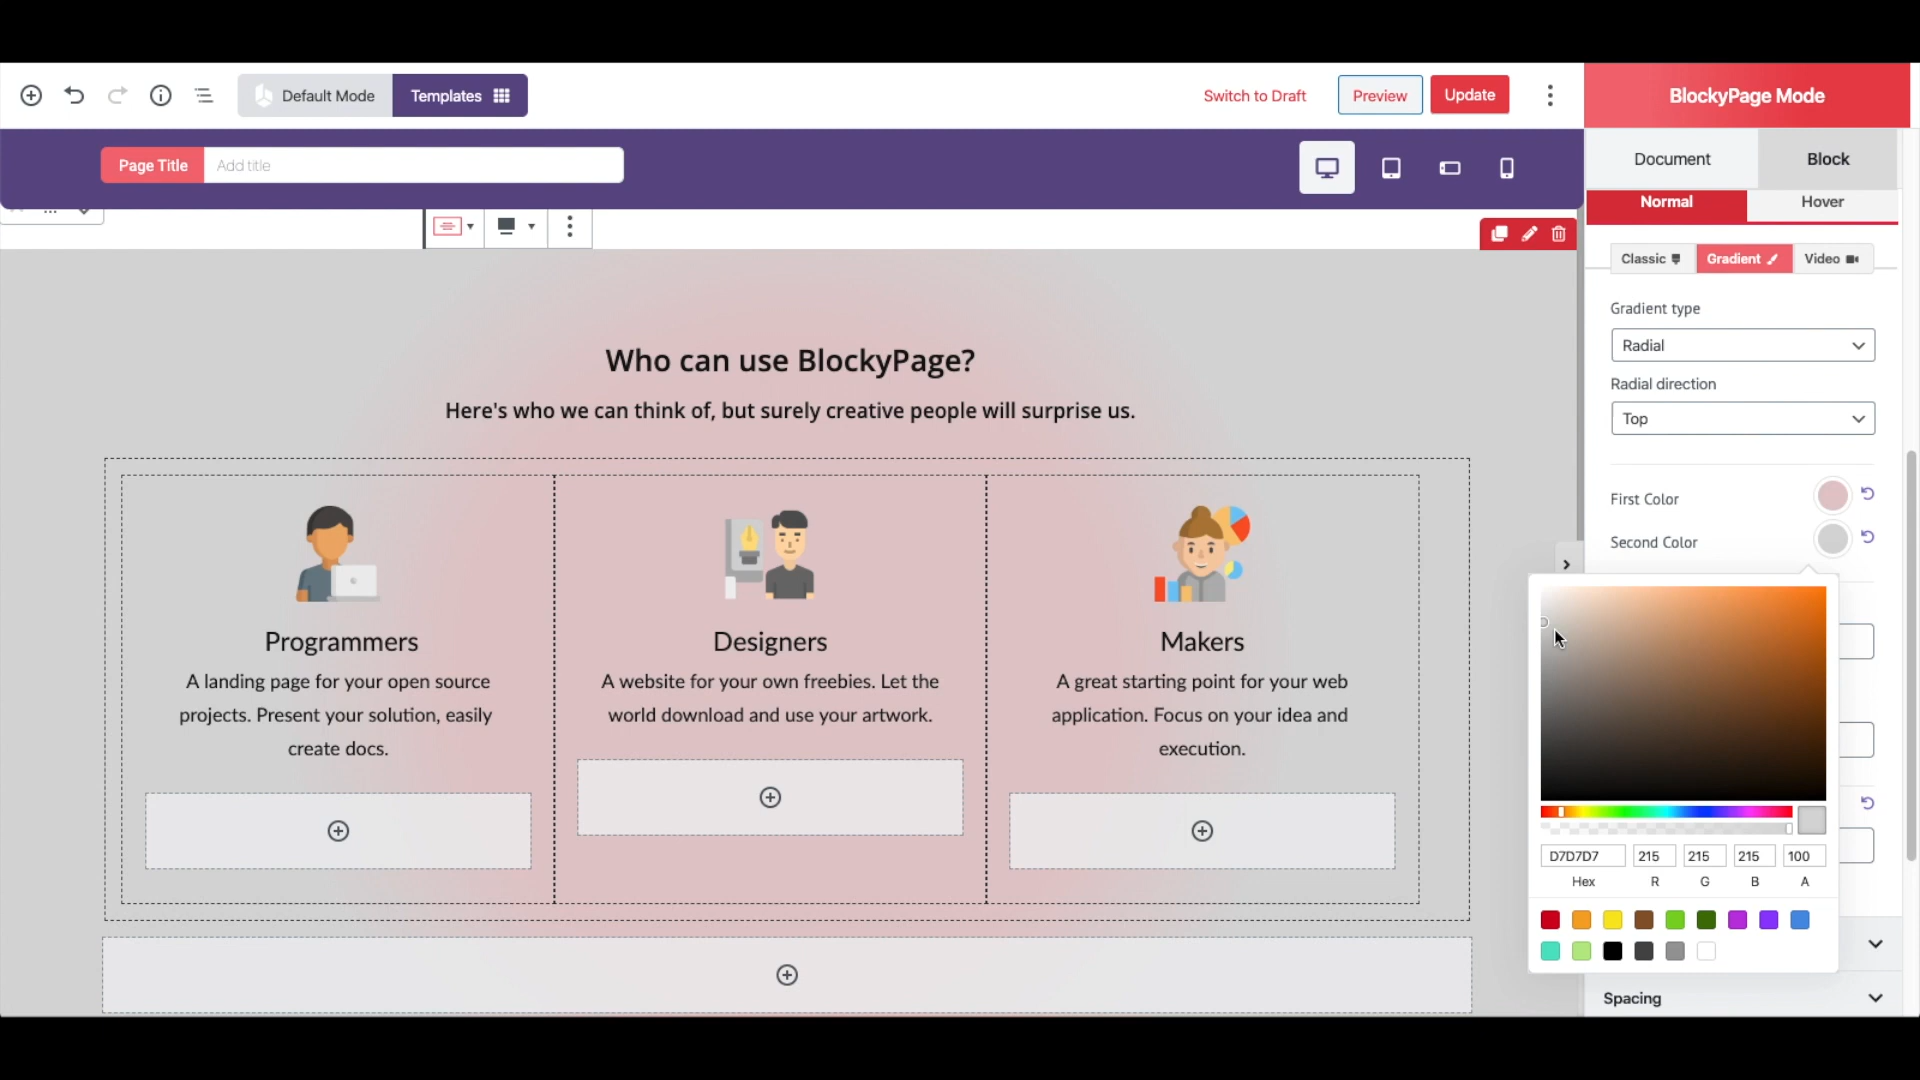 Default Mode
Templates
Switch to Draft
Preview
Update
BlockyPage Mode
Page Title
Add title
Document
Block
Normal
Hover
Classic
Gradient
Video
Gradient type
Radial
Radial direction
Top
First Color
Second Color
Who can use BlockyPage?
Here's who we can think of, but surely creative people will surprise us.
Programmers
A landing page for your open source
projects. Present your solution, easily
create docs.
Designers
A website for your own freebies. Let the
world download and use your artwork.
Makers
A great starting point for your web
application. Focus on your idea and
execution.
D7D7D7
215
215
215
100
Hex
R
G
B
A
Spacing